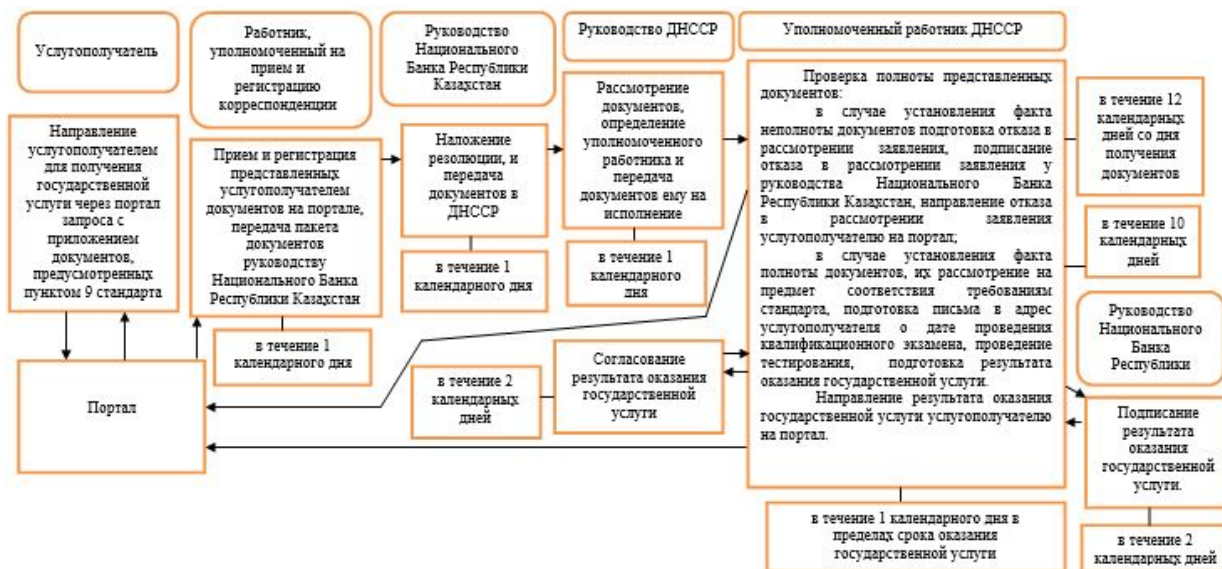 Услугополучатель
Работник,
уполномоченный на
прием и
регистрацию
корреспонденции
Руководство
Национального
Банка Республики
Казахстан
Руководство ДНССР
Уполномоченный работник ДНССР
Направление
услугополучателем
для получения
государственной
услуги через портал
запроса с
приложением
документов,
предусмотренных
пунктом 9 стандарта
Прием и регистрация
представленных
услугополучателем
документов на портале,
передача пакета
документов
руководству
Национального Банка
Республики Казахстан
в течение 1
календарного дня
Наложение
резолюции, и
передача
документов в
ДНССР
в течение 1
календарного дня
Рассмотрение
документов,
определение
уполномоченного
работника и
передача
документов ему на
исполнение
в течение 1
календарного
дня
Проверка полноты представленных
документов:
в случае установления факта
неполноты документов подготовка отказа в
рассмотрении заявления, подписание
отказа в рассмотрении заявления у
руководства Национального Банка
Республики Казахстан, направление отказа
в рассмотрении заявления
услугополучателю на портал;
в случае установления факта
полноты документов, их рассмотрение на
предмет соответствия требованиям
стандарта, подготовка письма в адрес
услугополучателя о дате проведения
квалификационного экзамена, проведение
тестирования, подготовка результата
оказания государственной услуги.
Направление результата оказания
государственной услуги услугополучателю
на портал.
в течение 12
календарных
дней со дня
получения
документов
в течение 10
календарных
дней
Руководство
Национального
Банка
Республики
Портал
в течение 2
календарных
дней
Согласование
результата оказания
государственной
услуги
Подписание
результата
оказания
государственной
услуги.
в течение 1 календарного дня в
пределах срока оказания
государственной услуги
в течение 2
календарных дней